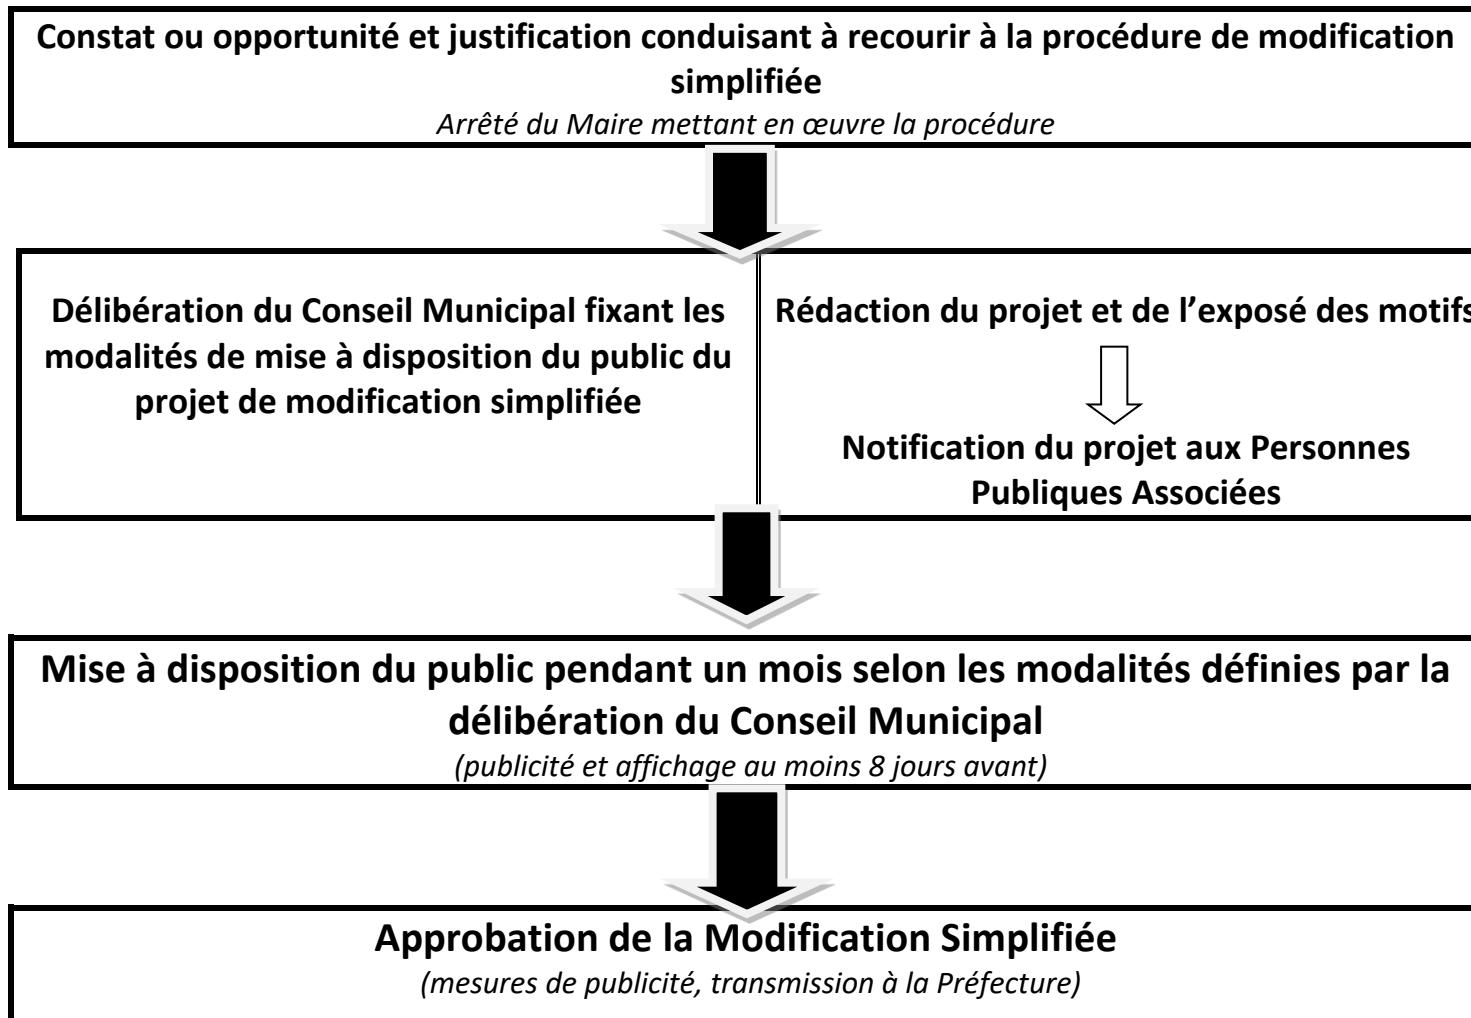 Constat ou opportunité et justification conduisant à recourir à la procédure de modification
simplifiée
Arrêté du Maire mettant en œuvre la procédure
Délibération du Conseil Municipal fixant les
modalités de mise à disposition du public du
projet de modification simplifiée
Rédaction du projet et de l’exposé des motifs
Notification du projet aux Personnes
Publiques Associées
Mise à disposition du public pendant un mois selon les modalités définies par la
délibération du Conseil Municipal
(publicité et affichage au moins 8 jours avant)
Approbation de la Modification Simplifiée
(mesures de publicité, transmission à la Préfecture)